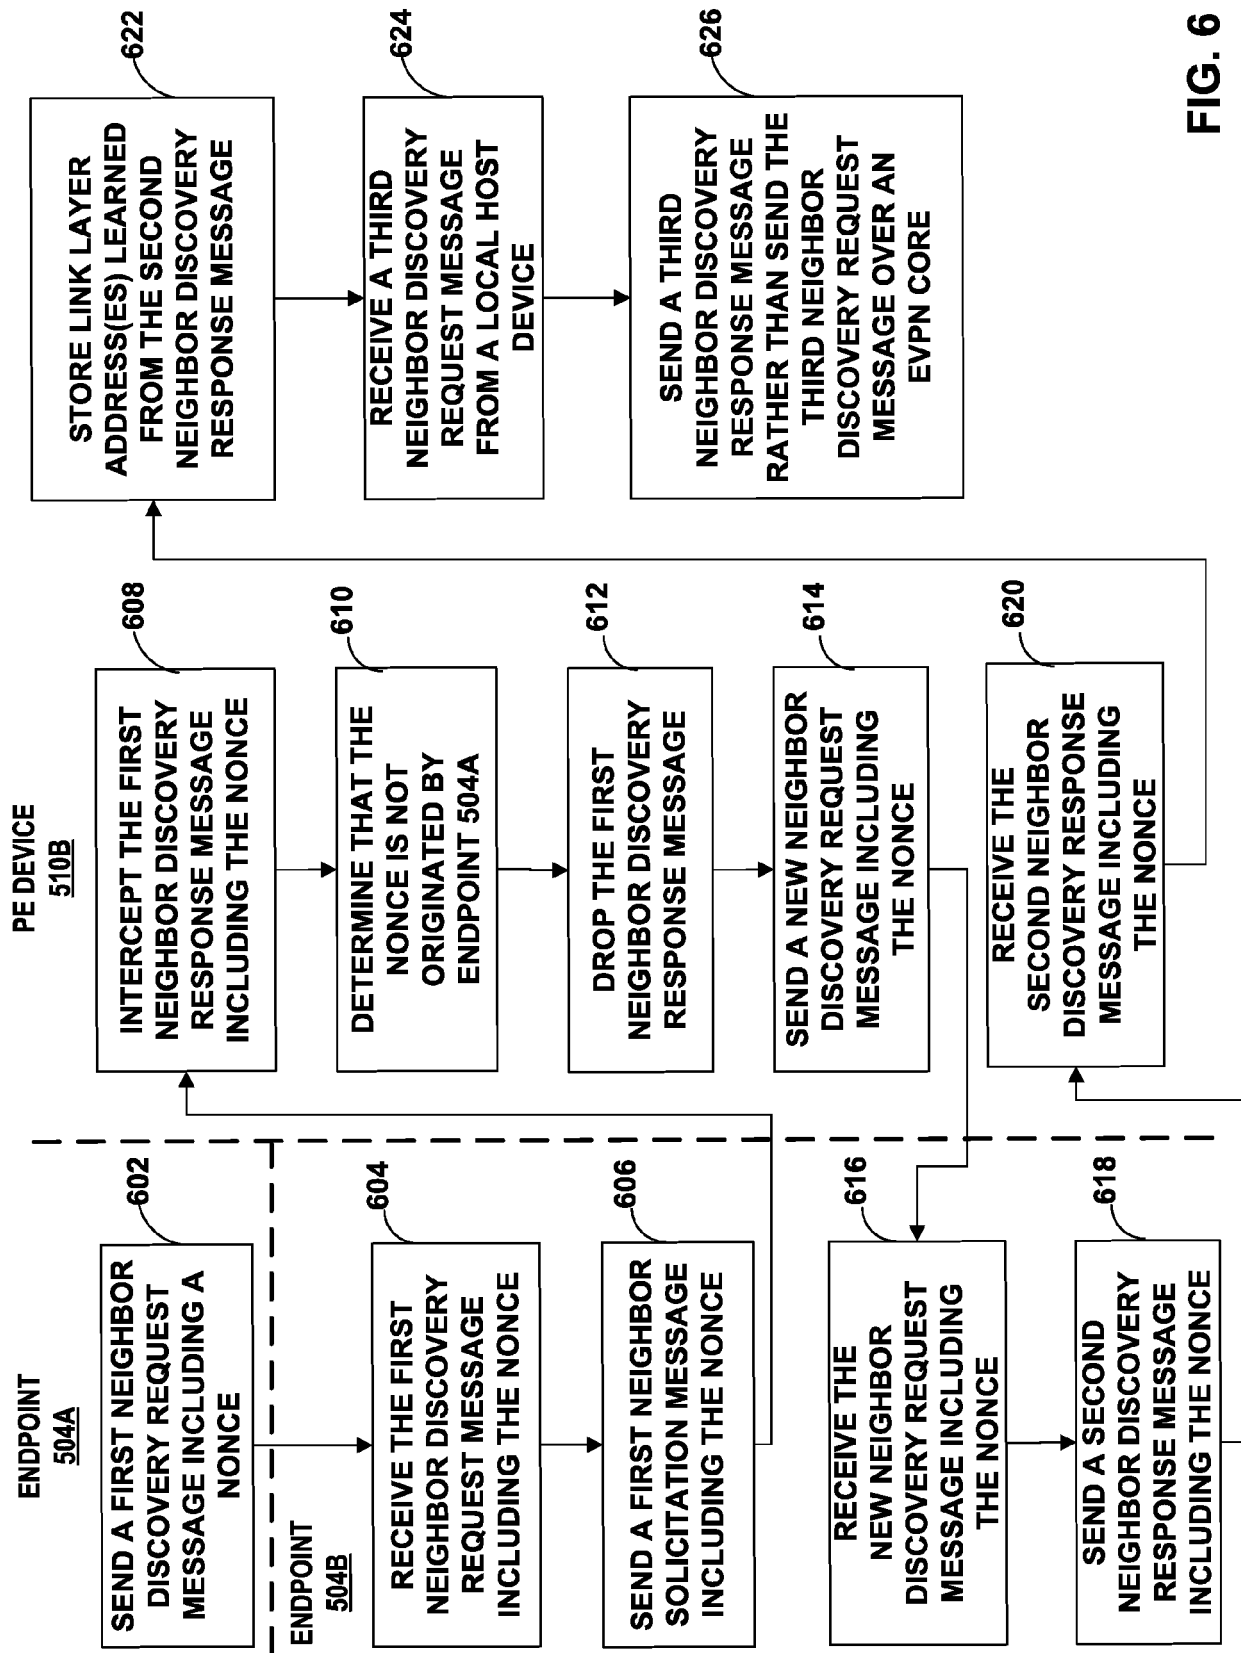 ENDPOINT
504A
SEND A FIRST NEIGHBOR
DISCOVERY REQUEST
MESSAGE INCLUDING A
NONCE
602
ENDPOINT
504B
RECEIVE THE FIRST
NEIGHBOR DISCOVERY
REQUEST MESSAGE
INCLUDING THE NONCE
604
SEND A FIRST NEIGHBOR
SOLICITATION MESSAGE
INCLUDING THE NONCE
606
PE DEVICE
510B
INTERCEPT THE FIRST
NEIGHBOR DISCOVERY
RESPONSE MESSAGE
INCLUDING THE NONCE
608
DETERMINE THAT THE
NONCE IS NOT
ORIGINATED BY
ENDPOINT 504A
610
DROP THE FIRST
NEIGHBOR DISCOVERY
RESPONSE MESSAGE
612
SEND A NEW NEIGHBOR
DISCOVERY REQUEST
MESSAGE INCLUDING
THE NONCE
614
RECEIVE THE
NEW NEIGHBOR
DISCOVERY REQUEST
MESSAGE INCLUDING
THE NONCE
616
SEND A SECOND
NEIGHBOR DISCOVERY
RESPONSE MESSAGE
INCLUDING THE NONCE
618
RECEIVE THE
SECOND NEIGHBOR
DISCOVERY RESPONSE
MESSAGE INCLUDING
THE NONCE
620
STORE LINK LAYER
ADDRESS(ES) LEARNED
FROM THE SECOND
NEIGHBOR DISCOVERY
RESPONSE MESSAGE
622
RECEIVE A THIRD
NEIGHBOR DISCOVERY
REQUEST MESSAGE
FROM A LOCAL HOST
DEVICE
624
SEND A THIRD
NEIGHBOR DISCOVERY
RESPONSE MESSAGE
RATHER THAN SEND THE
THIRD NEIGHBOR
DISCOVERY REQUEST
MESSAGE OVER AN
EVPN CORE
626
FIG. 6